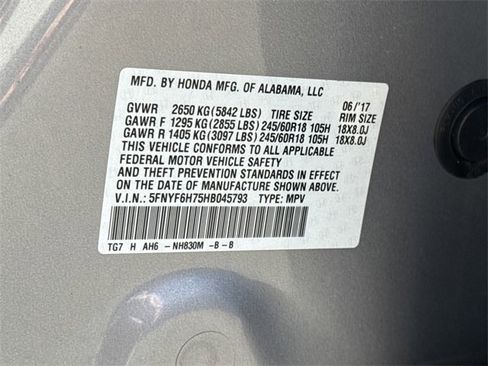 MFD. BY HONDA MFG. OF ALABAMA, LLC
GVWR 2650 KG (5842 LBS) TIRE SIZE 06/'17 RIM SIZE
GAWR F 1295 KG (2855 LBS) 245/60R18 105H 18X8.0J
GAWR R 1405 KG (3097 LBS) 245/60R18 105H 18X8.0J
THIS VEHICLE CONFORMS TO ALL APPLICABLE
FEDERAL MOTOR VEHICLE SAFETY
AND THEFT PREVENTION STANDARDS IN EFFECT
ON THE DATE OF MANUFACTURE SHOWN ABOVE.
V.I.N.: 5FNYF6H75HB045793 TYPE: MPV
TG7 H AH6 -NH830M -B-B